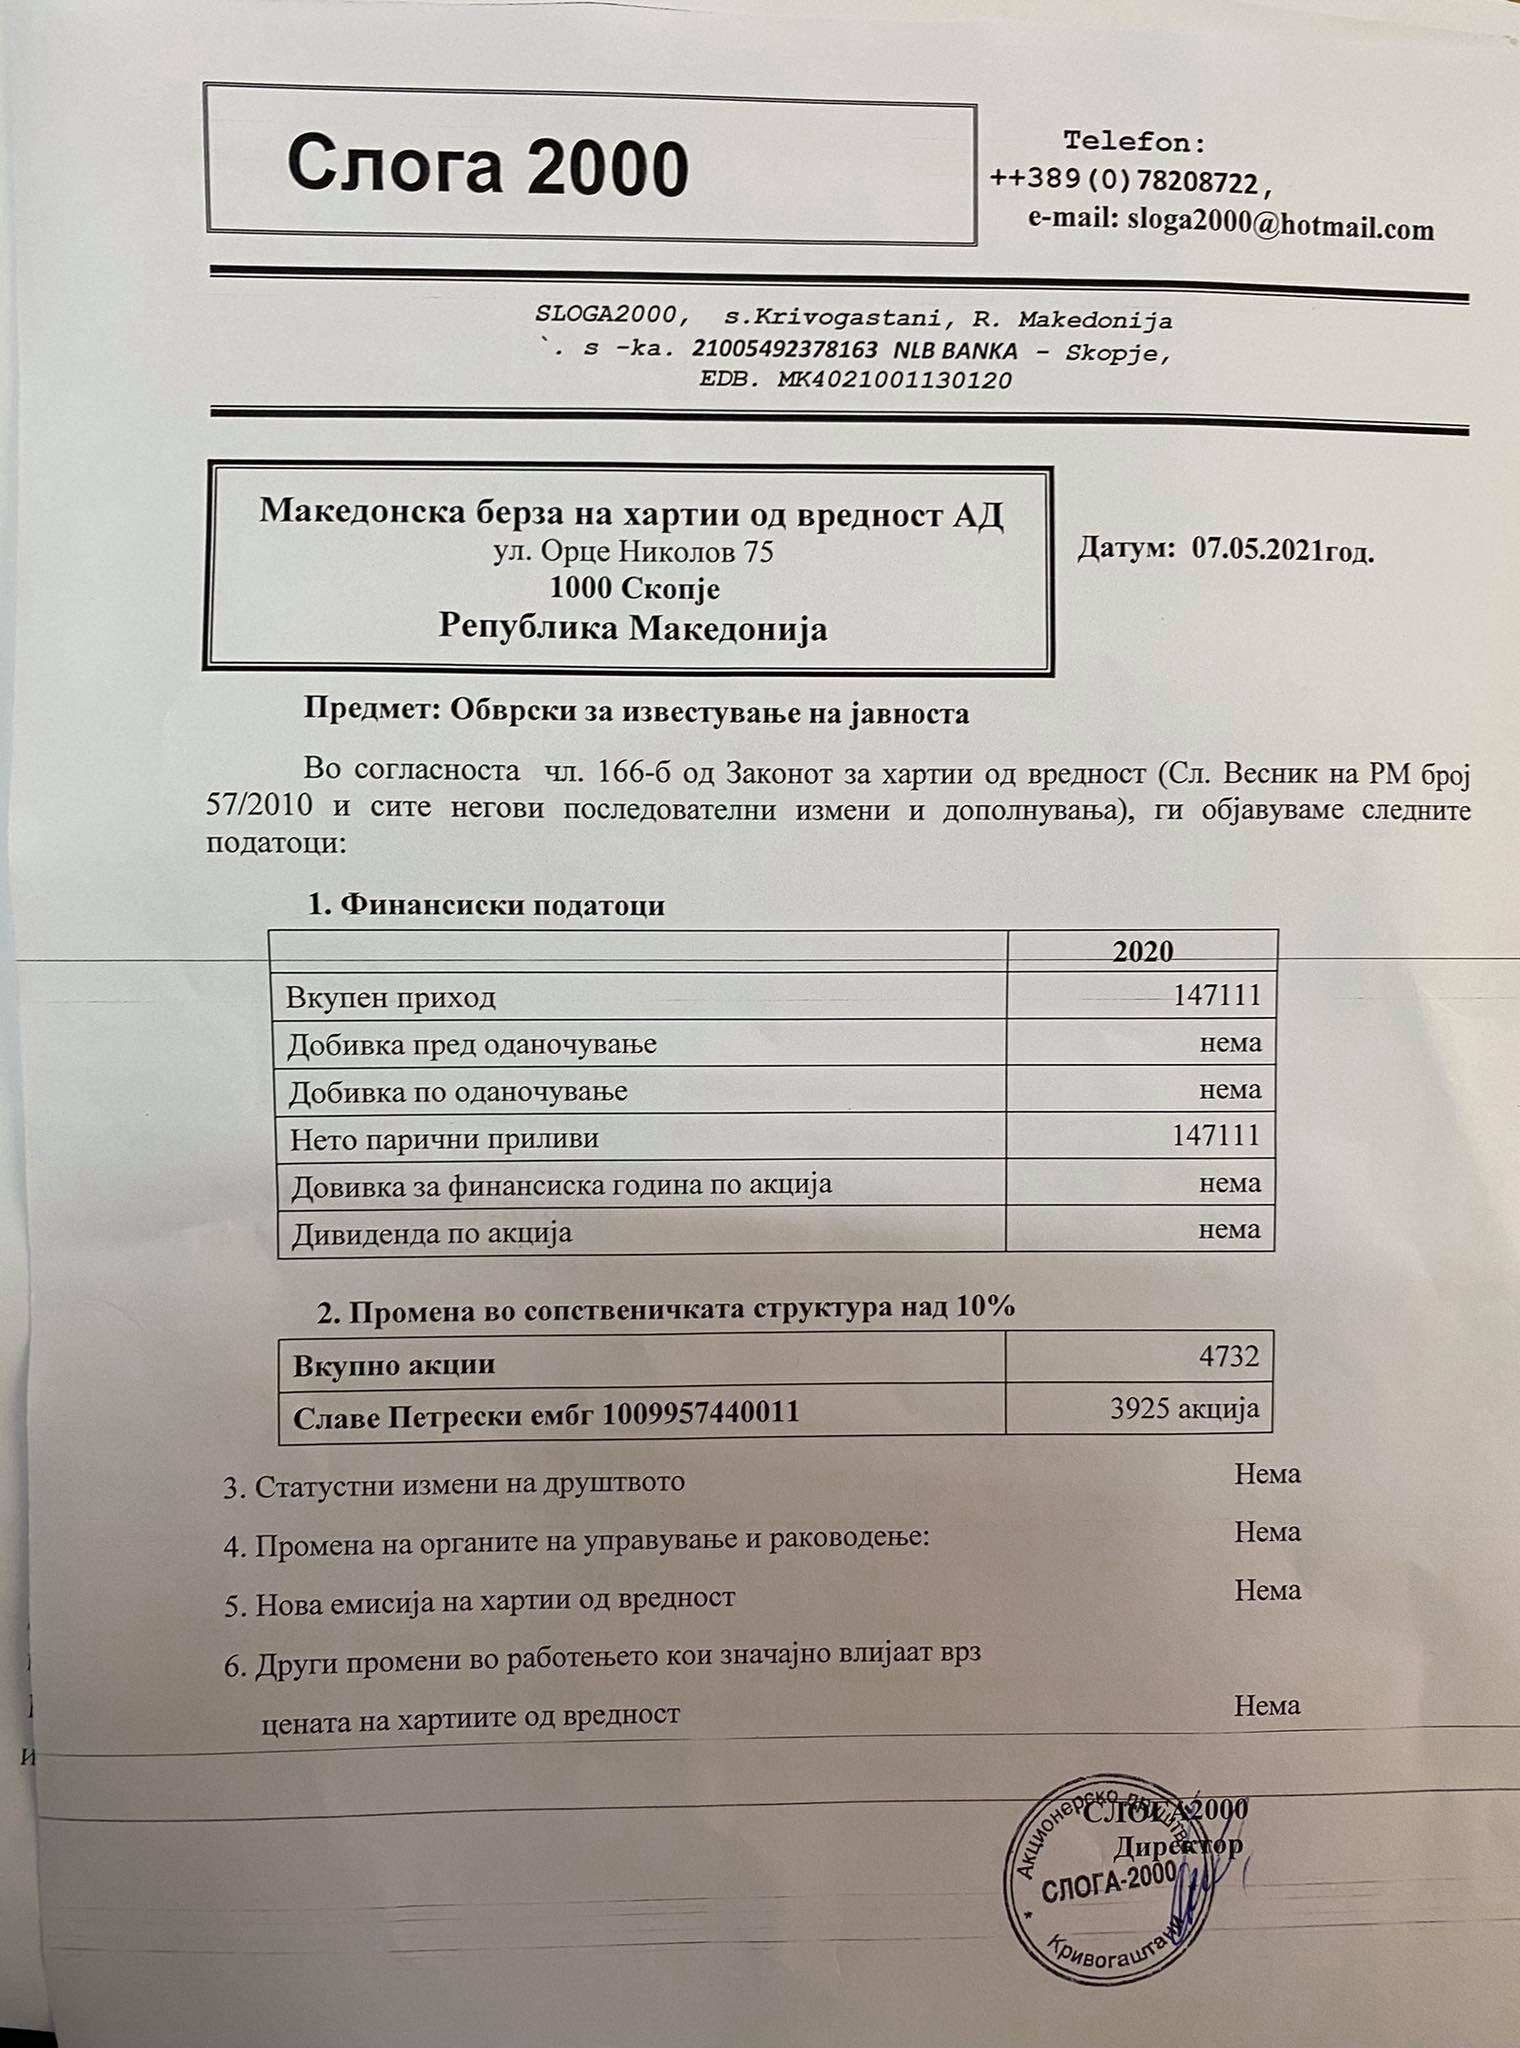 Слога 2000
Telefon:
++389(0)78208722,
e-mail: sloga2000@hotmail.com
SLOGA2000, s.Krivogastani, R. Makedonija
`. s –ka. 21005492378163 NLB BANKA – Skopje,
EDB. MK4021001130120
Македонска берза на хартии од вредност АД
ул. Орце Николов 75
1000 Скопје
Република Македонија
Датум: 07.05.2021год.
Предмет: Обврски за известување на јавноста
Во согласноста чл. 166-б од Законот за хартии од вредност (Сл. Весник на РМ број
57/2010 и сите негови последователни измени и дополнувања), ги објавуваме следните
податоци:
1. Финансиски податоци
2020
Вкупен приход 147111
Добивка пред оданочување нема
Добивка по оданочување нема
Нето парични приливи 147111
Довивка за финансиска година по акција нема
Дивиденда по акција нема
2. Промена во сопственичката структура над 10%
Вкупно акции 4732
Славе Петрески ембг 1009957440011 3925 акција
3. Статустни измени на друштвото Нема
4. Промена на органите на управување и раководење: Нема
5. Нова емисија на хартии од вредност Нема
6. Други промени во работењето кои значајно влијаат врз
цената на хартиите од вредност Нема
СЛОГА2000
Директор
Акционерско друштво
СЛОГА-2000
* Кривогаштани